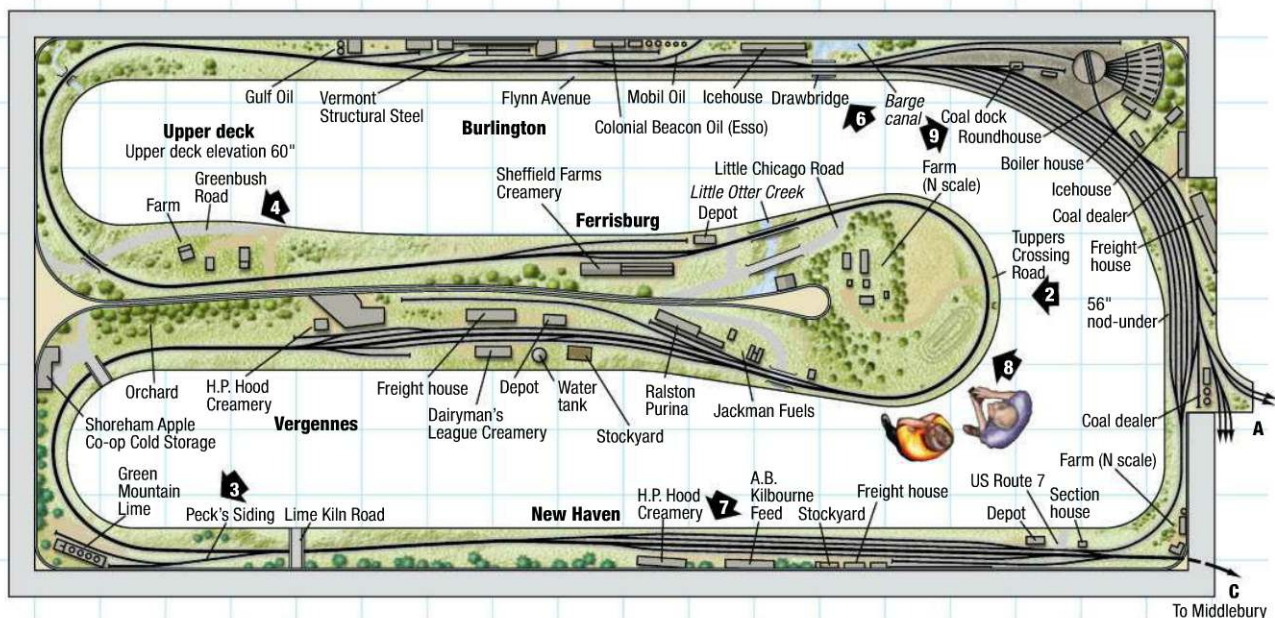 Gulf Oil
Vermont
Structural Steel
Flynn Avenue
Mobil Oil
Icehouse
Drawbridge
Barge
canal
Coal dock
Roundhouse
Colonial Beacon Oil (Esso)
Burlington
6
9
Upper deck
Upper deck elevation 60"
Boiler house
Icehouse
Coal dealer
Freight
house
Greenbush
Road
Farm
4
Sheffield Farms
Creamery
Ferrisburg
Little Chicago Road
Little Otter Creek
Depot
Farm
(N scale)
Tuppers
Crossing
Road
2
56"
nod-under
8
Orchard
H.P. Hood
Creamery
Freight house
Depot
Water
tank
Dairyman's
League Creamery
Stockyard
Ralston
Purina
Jackman Fuels
Vergennes
Shoreham Apple
Co-op Cold Storage
Coal dealer
A
Green
Mountain
Lime
3
Peck's Siding
Lime Kiln Road
New Haven
H.P. Hood
Creamery
7
A.B.
Kilbourne
Feed
Stockyard
Freight house
US Route 7
Depot
Section
house
Farm (N scale)
C
To Middlebury